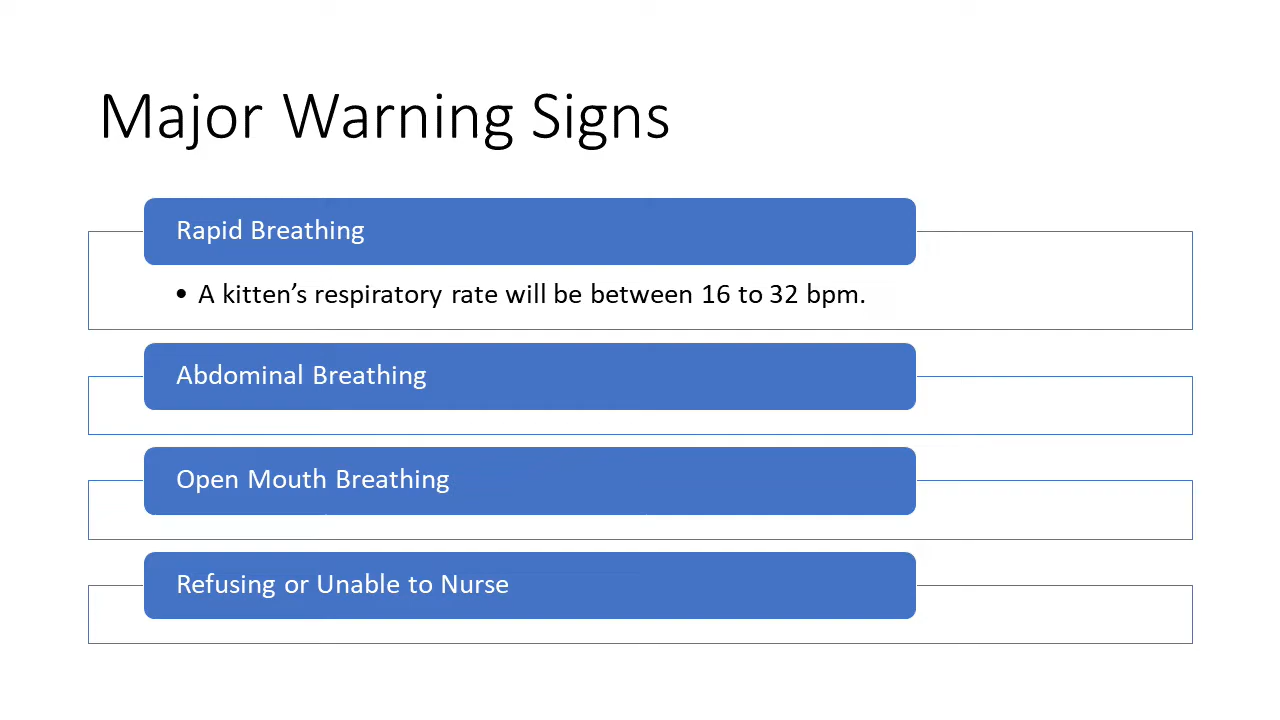 Major Warning Signs
Rapid Breathing
• A kitten’s respiratory rate will be between 16 to 32 bpm.
Abdominal Breathing
Open Mouth Breathing
Refusing or Unable to Nurse